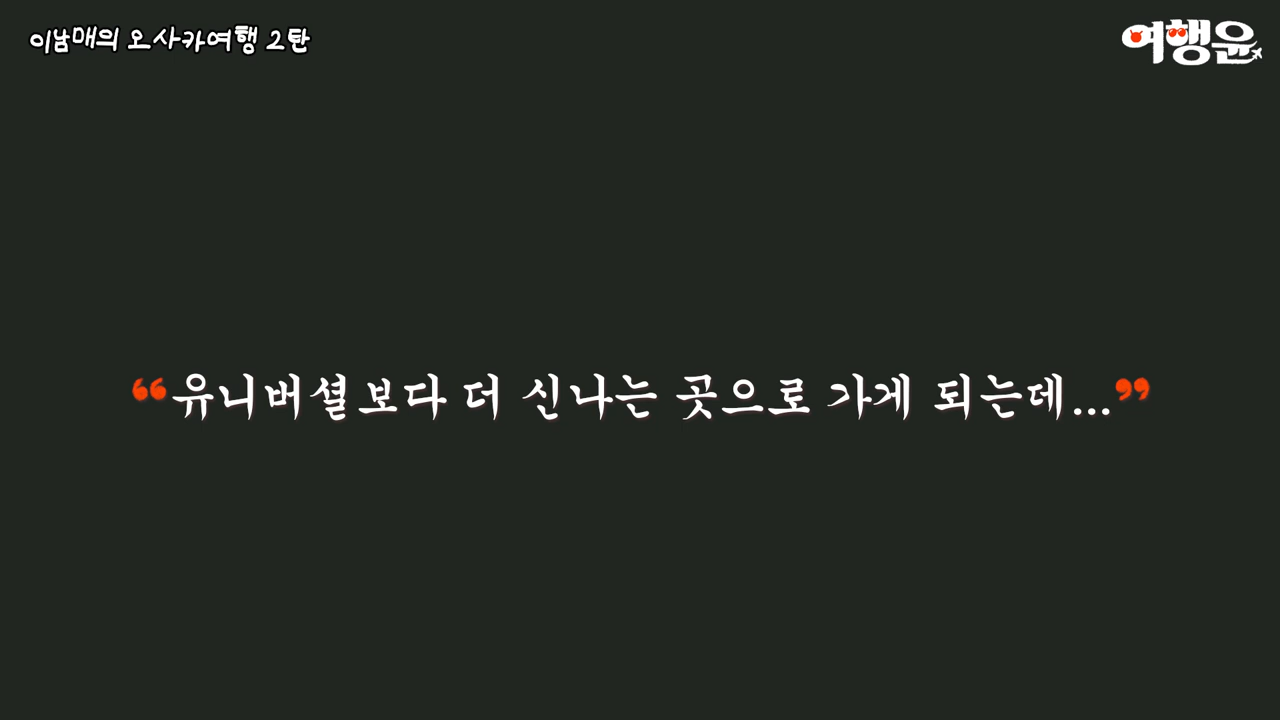 이남매의 오사카여행 2탄
여행윤
“유니버셜보다 더 신나는 곳으로 가게 되는데...”